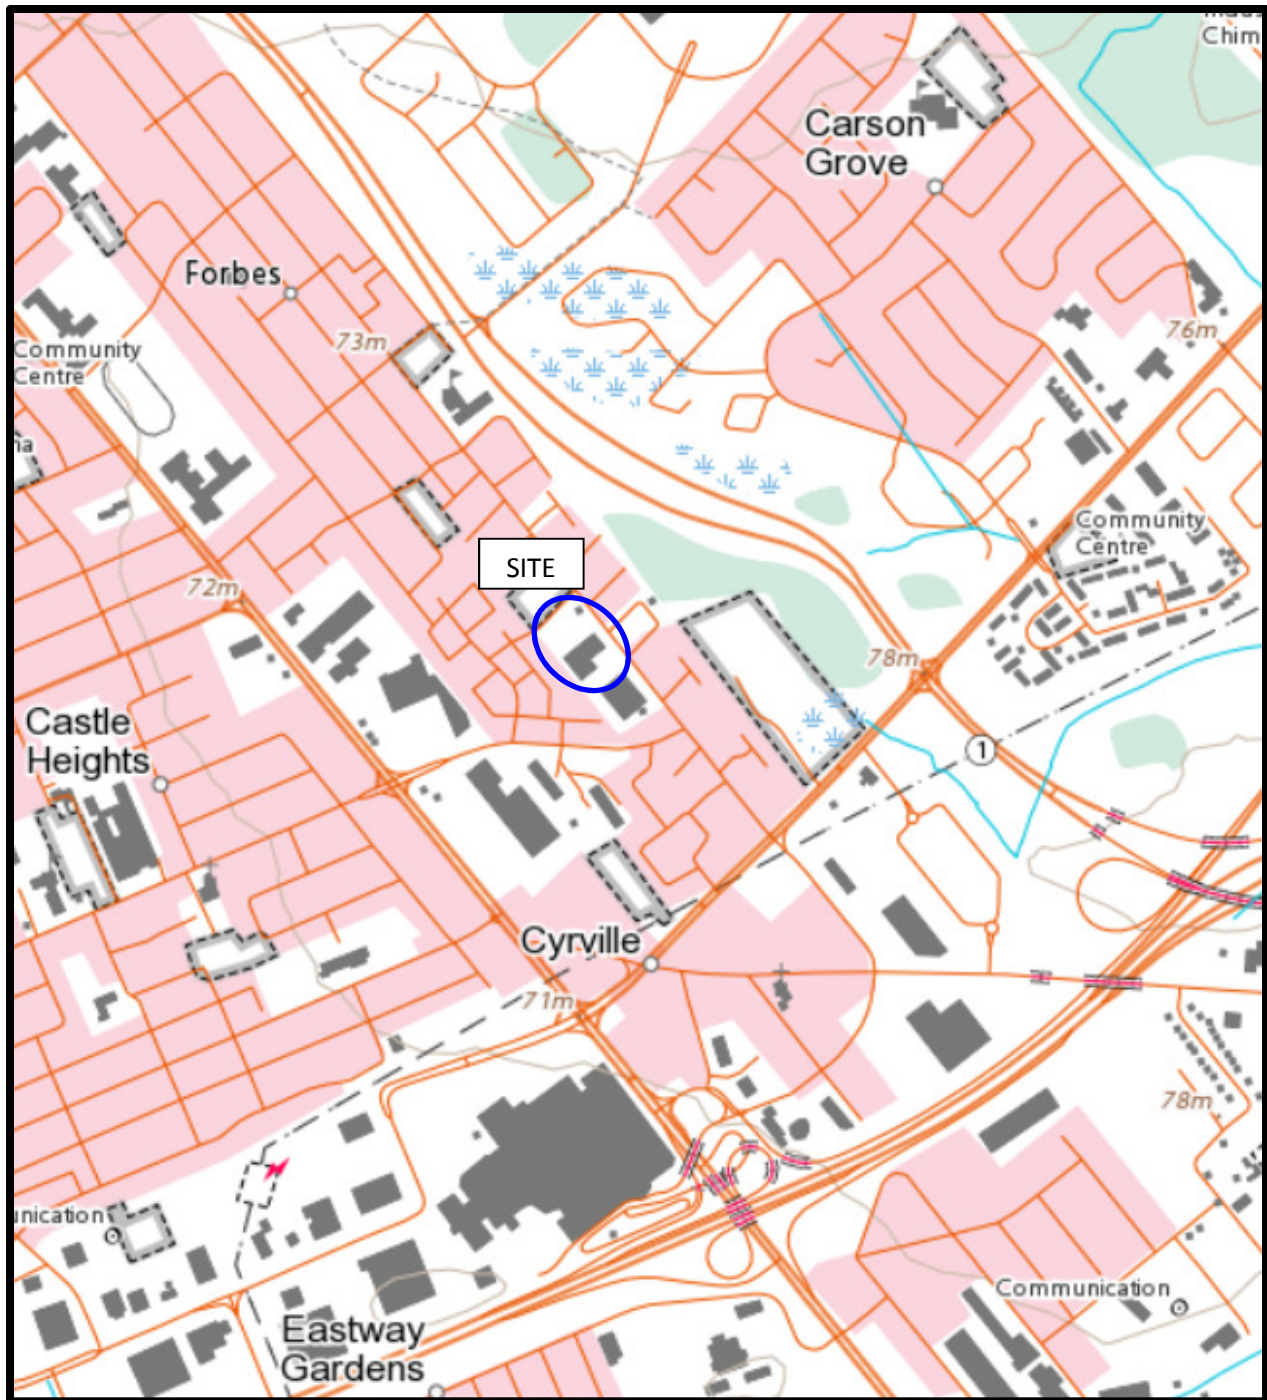 Chim
Carson
Grove
Forbes
73m
76m
Community
Centre
Community
Centre
SITE
72m
78m
Castle
Heights
1
Cyrville
71m
78m
Communication
Eastway
Gardens